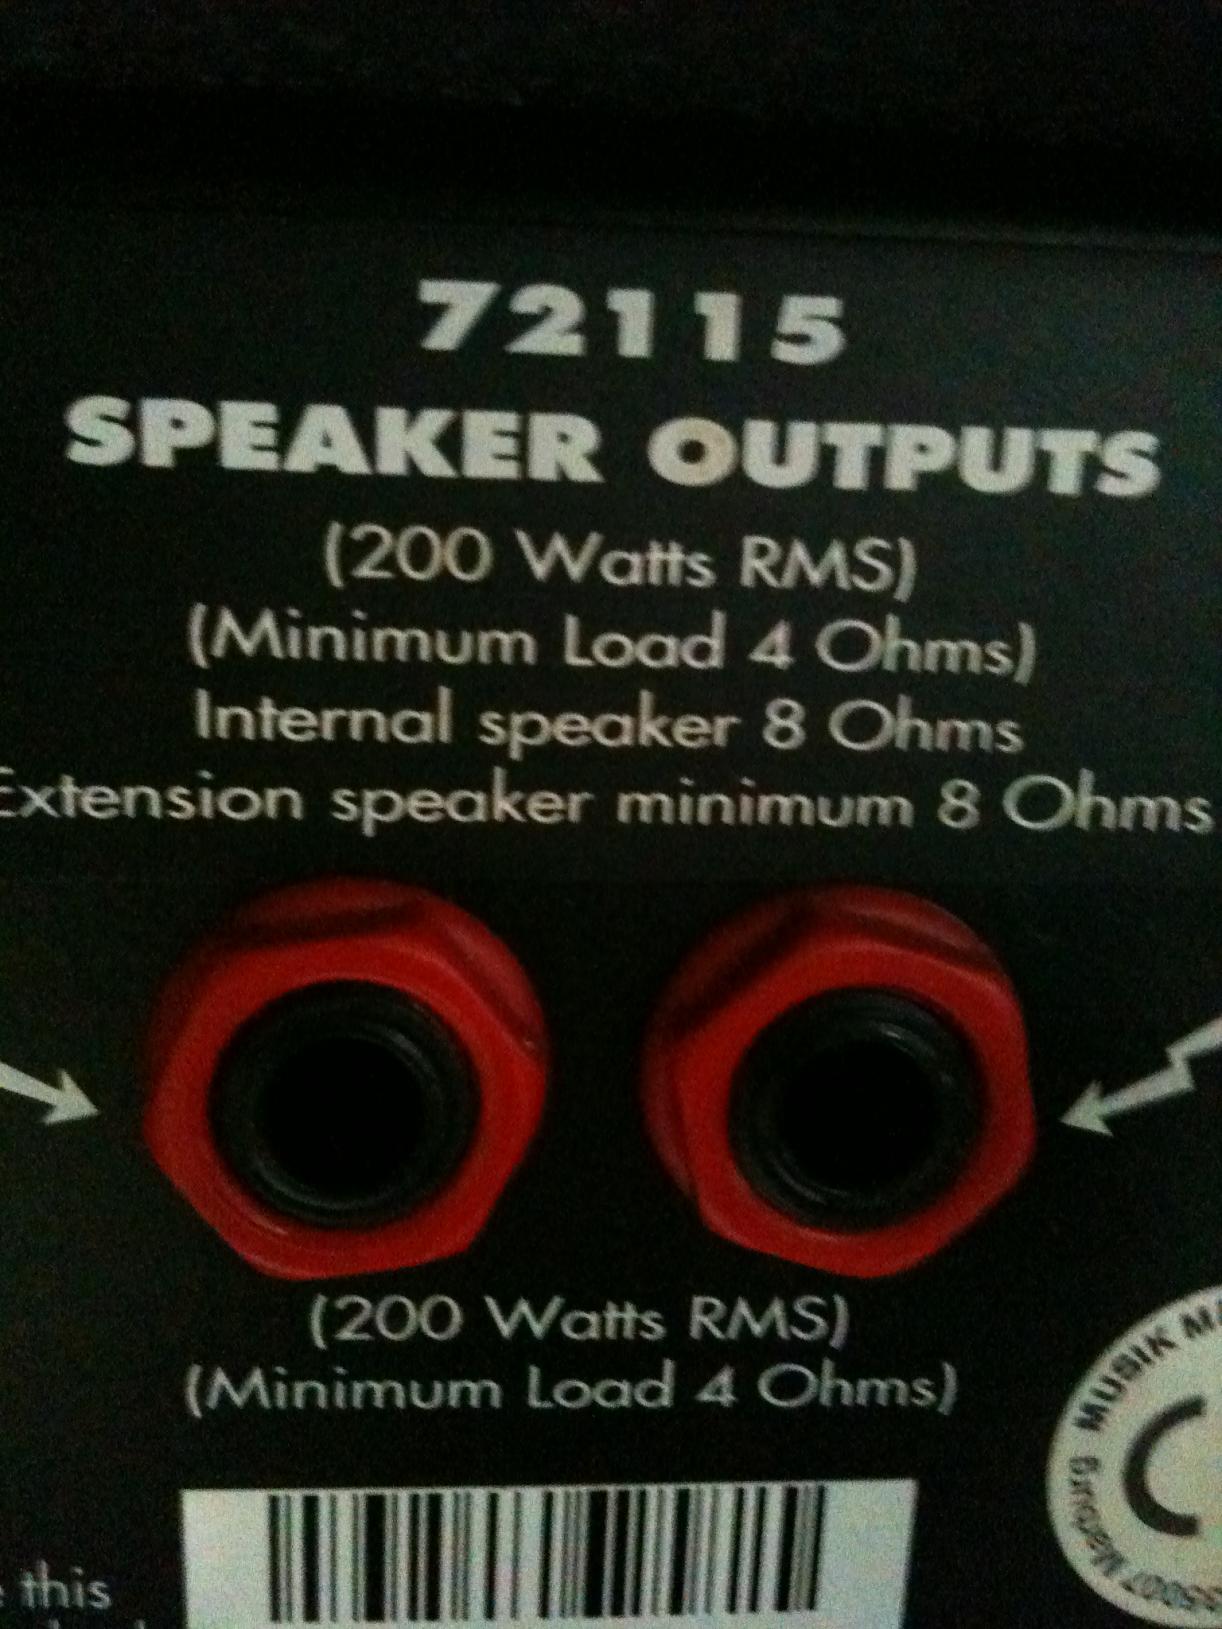 72115
SPEAKER OUTPUTS
(200 Watts RMS)
(Minimum Load 4 Ohms)
Internal speaker 8 Ohms
Extension speaker minimum 8 Ohms
(200 Watts RMS)
(Minimum Load 4 Ohms)
MUSIK
this